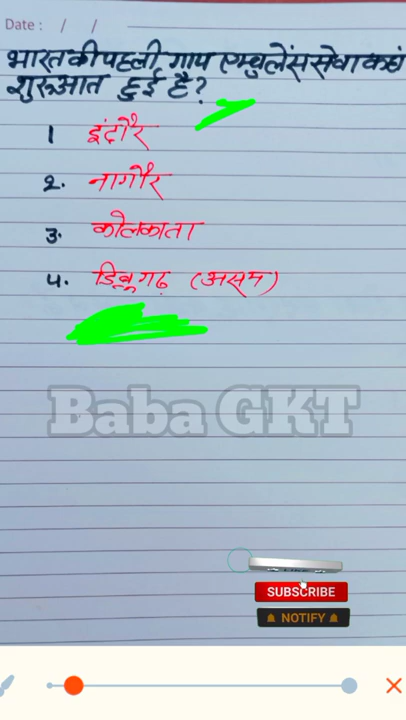 Date : / /
भारत की पहली गाय एम्बुलेंस सेवा कहां
शुरुआत हुई है?
1 इंदौर
2. नागौर
3. कोलकाता
4. डिब्रूगढ़ (असम)
Baba GKT
SUBSCRIBE
NOTIFY